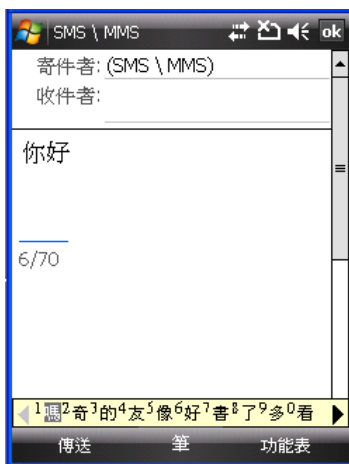 SMS \ MMS ok
寄件者: (SMS \ MMS)
收件者:
你好
6/70
1嗎2奇3的4友5像6好7書8了9多0看
傳送 筆 功能表